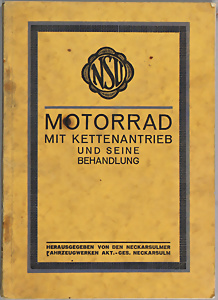 NSU
MOTORRAD
MIT KETTENANTRIEB
UND SEINE
BEHANDLUNG
HERAUSGEGEBEN VON DEN NECKARSULMER
FAHRZEUGWERKEN AKT.-GES. NECKARSULM